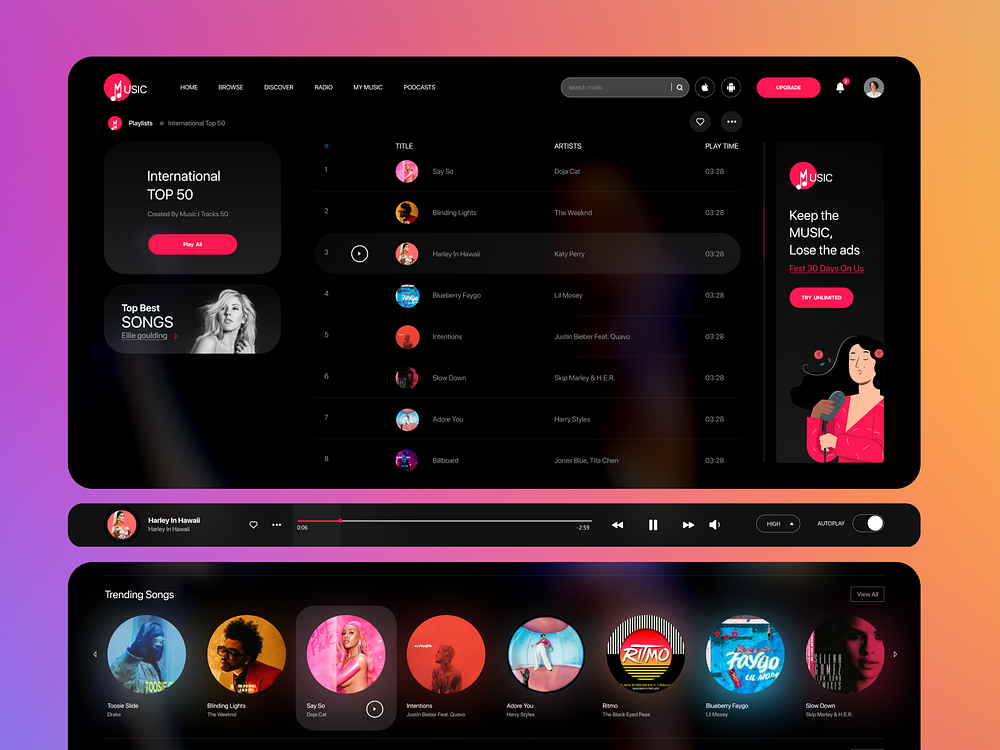 MUSIC
HOME BROWSE DISCOVER RADIO MY MUSIC PODCASTS
search music
UPGRADE
2
Playlists International Top 50
International
TOP 50
Created By Music | Tracks 50
Play All
Top Best
SONGS
Ellie goulding
# TITLE ARTISTS PLAY TIME
1 Say So Doja Cat 03:28
2 Blinding Lights The Weeknd 03:28
3 Harley In Hawaii Katy Perry 03:28
4 Blueberry Faygo Lil Mosey 03:28
5 Intentions Justin Bieber Feat. Quavo 03:28
6 Slow Down Skip Marley & H.E.R. 03:28
7 Adore You Harry Styles 03:28
8 Billboard Jonas Blue, Tifa Chen 03:28
MUSIC
Keep the
MUSIC,
Lose the ads
First 30 Days On Us
TRY UNLIMITED
Harley In Hawaii
Harley In Hawaii
0:06
-2:59
HIGH
AUTOPLAY
Trending Songs
View All
TOOSIE
RITMO
Faygo
LIL MOSEY
SELENA
GOMEZ
Toosie Slide
Drake
Blinding Lights
The Weeknd
Say So
Doja Cat
Intentions
Justin Bieber Feat. Quavo
Adore You
Harry Styles
Ritmo
The Black Eyed Peas
Blueberry Faygo
Lil Mosey
Slow Down
Skip Marley & H.E.R.